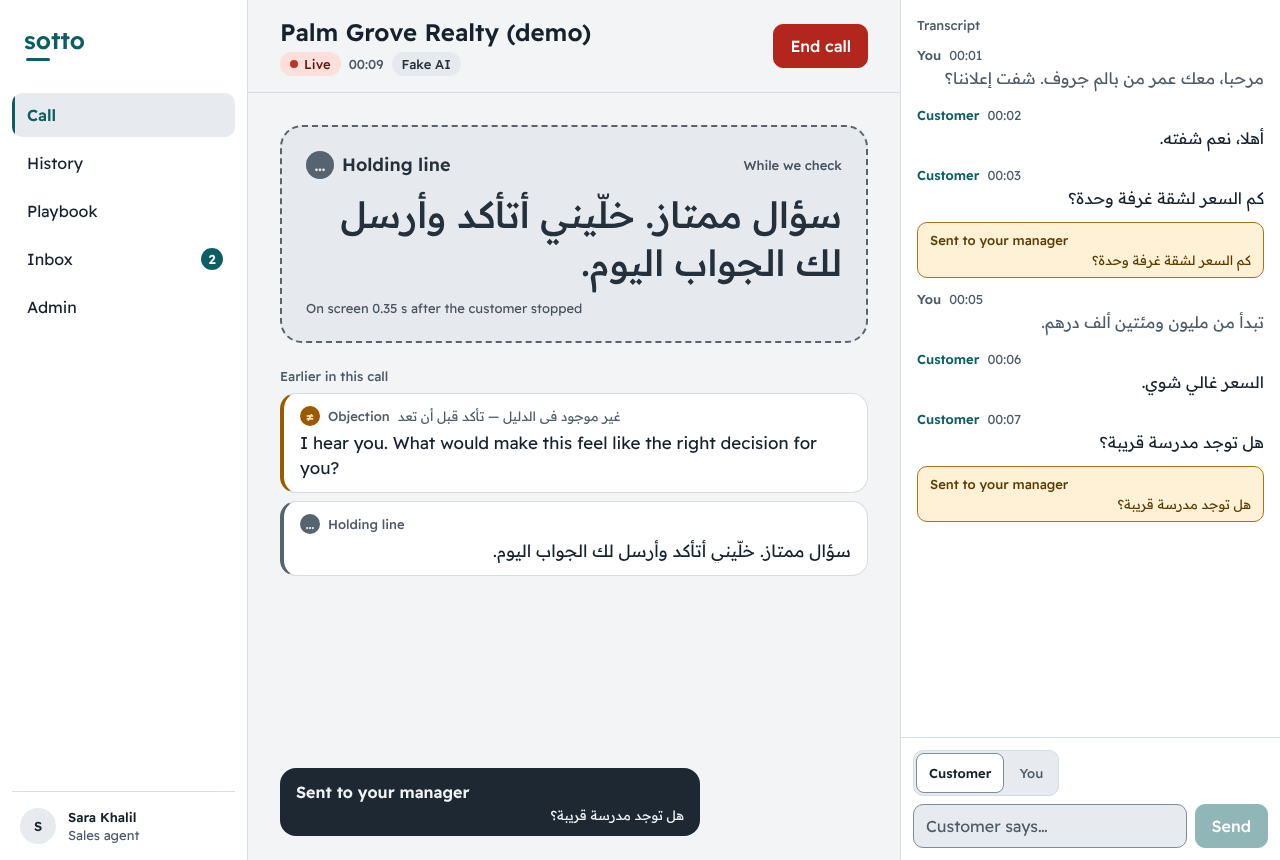 sotto
Call
History
Playbook
Inbox
2
Admin
S
Sara Khalil
Sales agent
Palm Grove Realty (demo)
Live
00:09
Fake AI
End call
... Holding line
While we check
سؤال ممتاز. خلّيني أتأكد وأرسل
لك الجواب اليوم.
On screen 0.35 s after the customer stopped
Earlier in this call
≠ Objection غير موجود في الدليل — تأكد قبل أن تعد
I hear you. What would make this feel like the right decision for
you?
... Holding line
سؤال ممتاز. خلّيني أتأكد وأرسل لك الجواب اليوم.
Sent to your manager
هل توجد مدرسة قريبة؟
Transcript
You 00:01
مرحبا، معك عمر من بالم جروف. شفت إعلاننا؟
Customer 00:02
أهلا، نعم شفته.
Customer 00:03
كم السعر لشقة غرفة وحدة؟
Sent to your manager
كم السعر لشقة غرفة وحدة؟
You 00:05
تبدأ من مليون ومئتين ألف درهم.
Customer 00:06
السعر غالي شوي.
Customer 00:07
هل توجد مدرسة قريبة؟
Sent to your manager
هل توجد مدرسة قريبة؟
Customer
You
Customer says...
Send